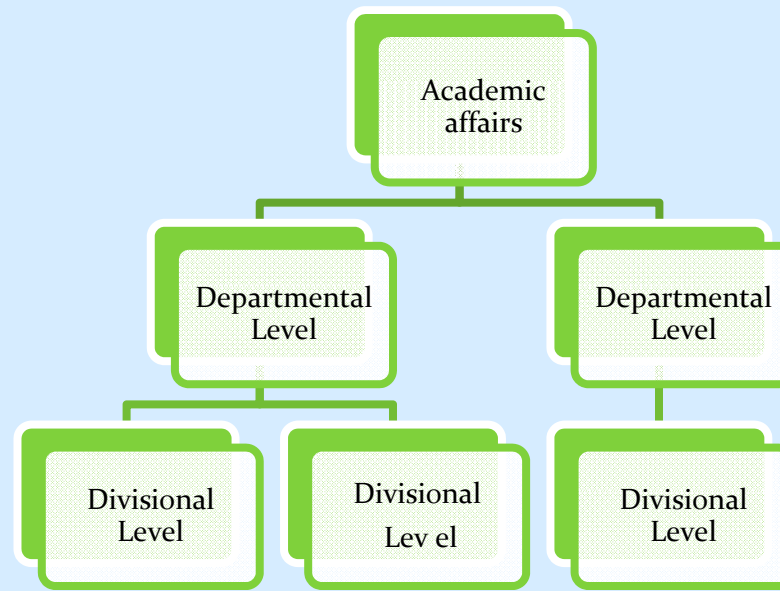 Academic
affairs
Departmental
Level
Departmental
Level
Divisional
Level
Divisional
Lev el
Divisional
Level